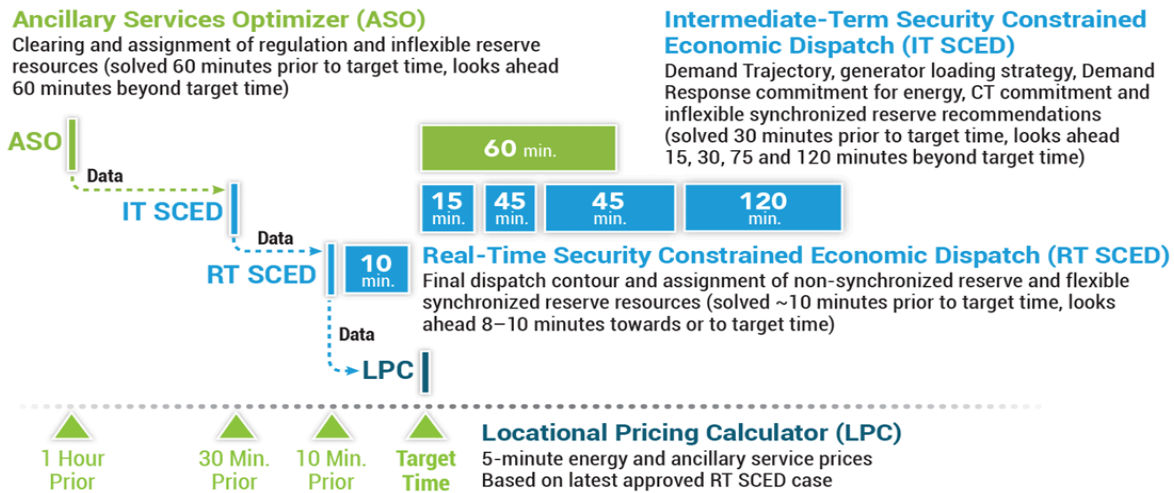 Ancillary Services Optimizer (ASO)
Clearing and assignment of regulation and inflexible reserve
resources (solved 60 minutes prior to target time, looks ahead
60 minutes beyond target time)
Intermediate-Term Security Constrained
Economic Dispatch (IT SCED)
Demand Trajectory, generator loading strategy, Demand
Response commitment for energy, CT commitment and
inflexible synchronized reserve recommendations
(solved 30 minutes prior to target time, looks ahead
15, 30, 75 and 120 minutes beyond target time)
ASO
60 min.
Data
IT SCED
15 min.
45 min.
45 min.
120 min.
Data
RT SCED
10 min.
Real-Time Security Constrained Economic Dispatch (RT SCED)
Final dispatch contour and assignment of non-synchronized reserve and flexible
synchronized reserve resources (solved ~10 minutes prior to target time, looks
ahead 8–10 minutes towards or to target time)
Data
LPC
1 Hour
Prior
30 Min.
Prior
10 Min.
Prior
Target
Time
Locational Pricing Calculator (LPC)
5-minute energy and ancillary service prices
Based on latest approved RT SCED case